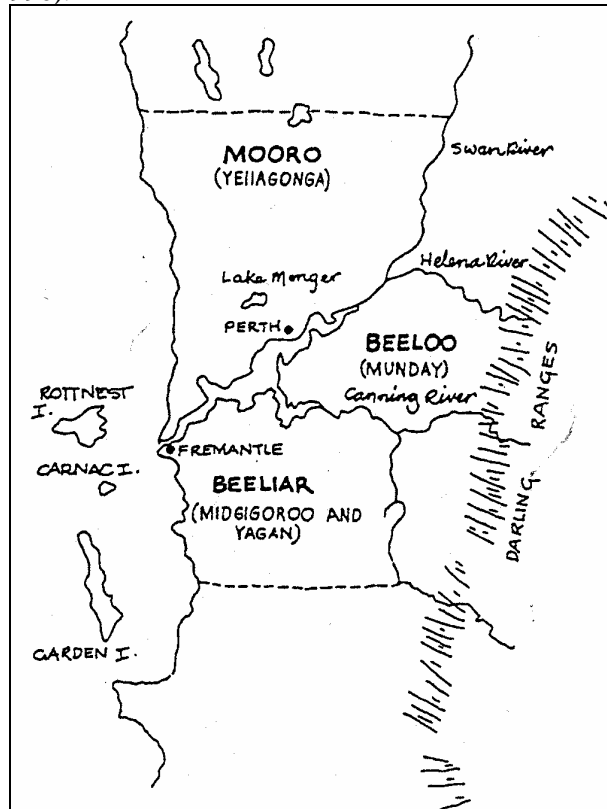 MOORO
(YELLAGONGA)
Swan River
Helena River
Lake Monger
PERTH
BEELOO
(MUNDAY)
Canning River
ROTTNEST
I.
CARNAC I.
FREMANTLE
BEELIAR
(MIDGIGOROO AND
YAGAN)
DARLING RANGES
GARDEN I.